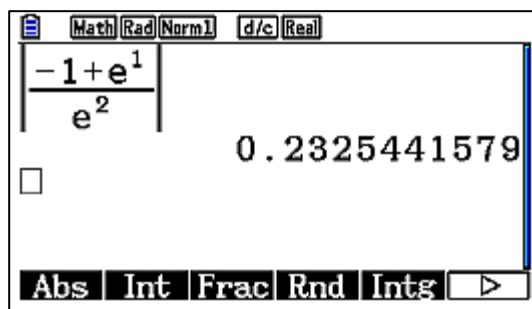 Math Rad Norm1 d/c Real
|(-1+e^1)/(e^2)|
0.2325441579
Abs Int Frac Rnd Intg ▷